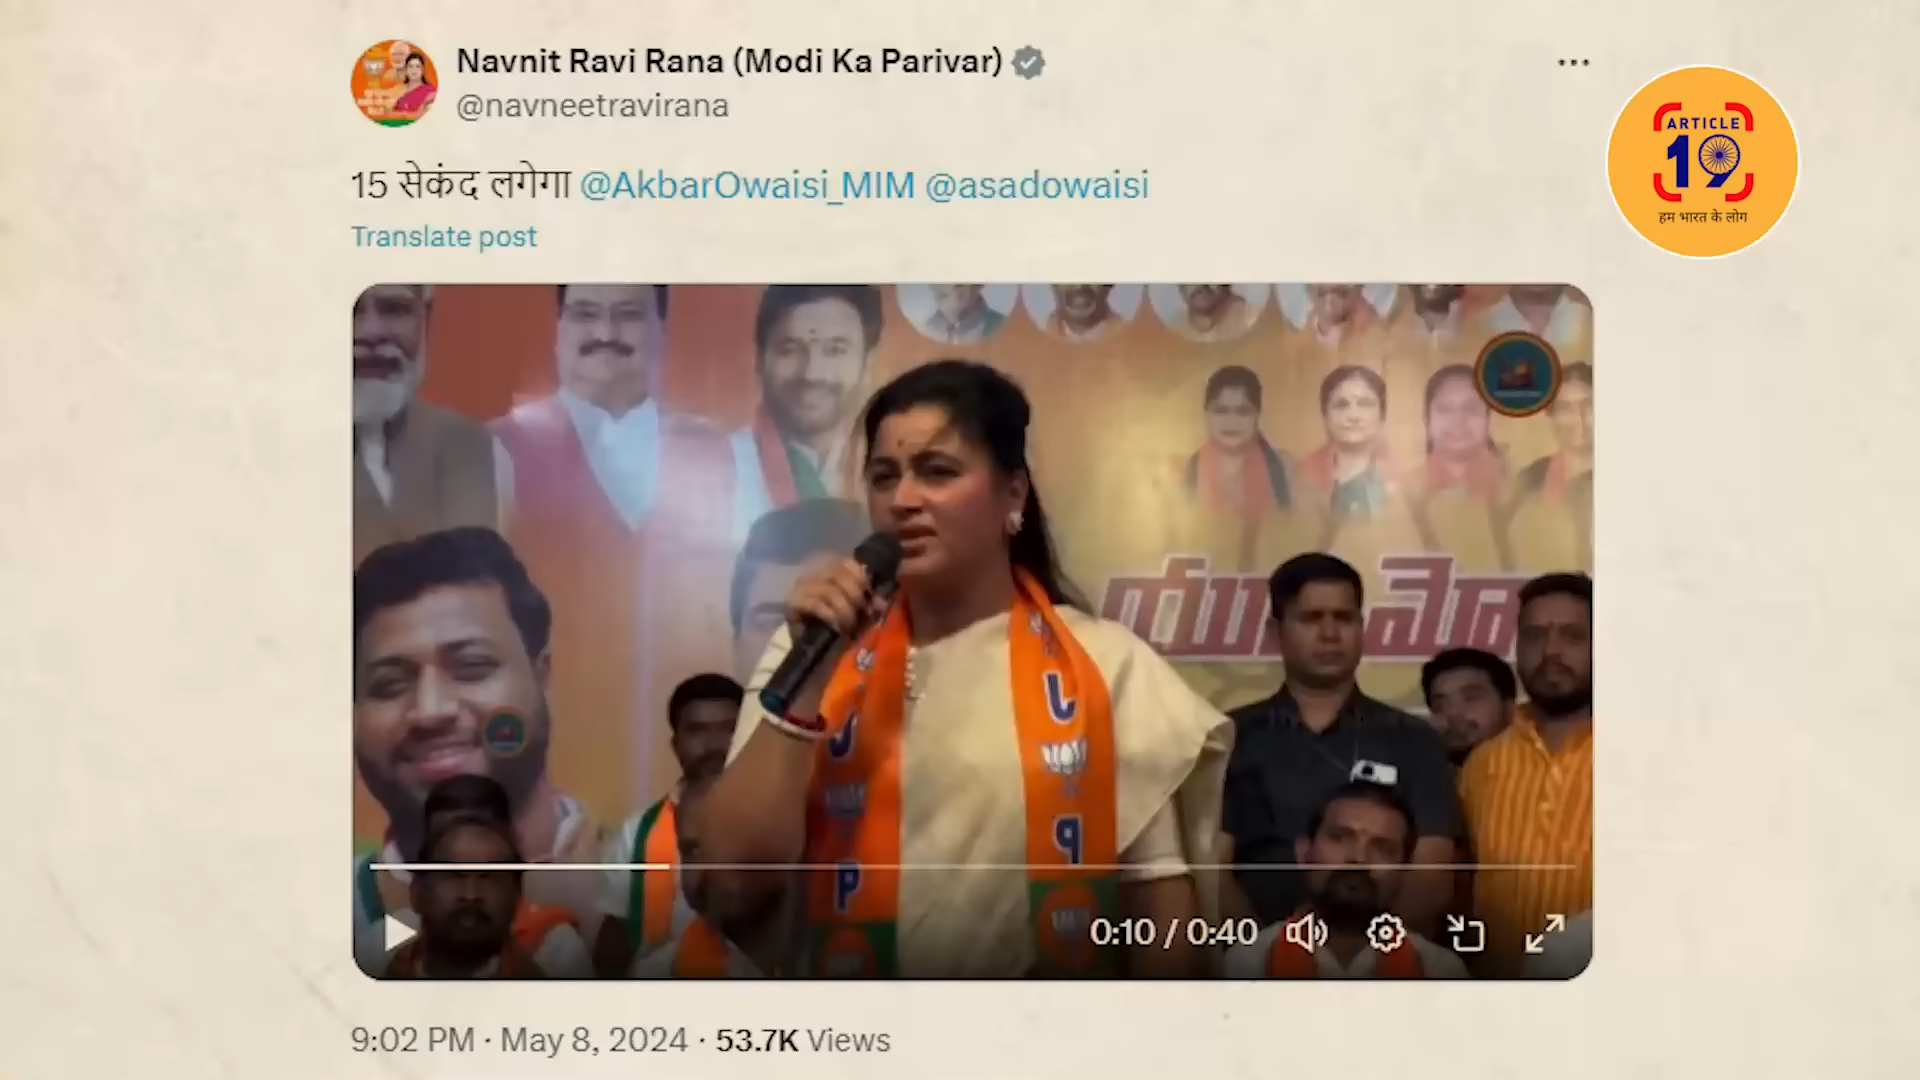 Navnit Ravi Rana (Modi Ka Parivar)
@navneetravirana
ARTICLE
19
हम भारत के लोग
15 सेकंद लगेगा @AkbarOwaisi_MIM @asadowaisi
Translate post
J
P
J
P
0:10 / 0:40
9:02 PM · May 8, 2024 · 53.7K Views